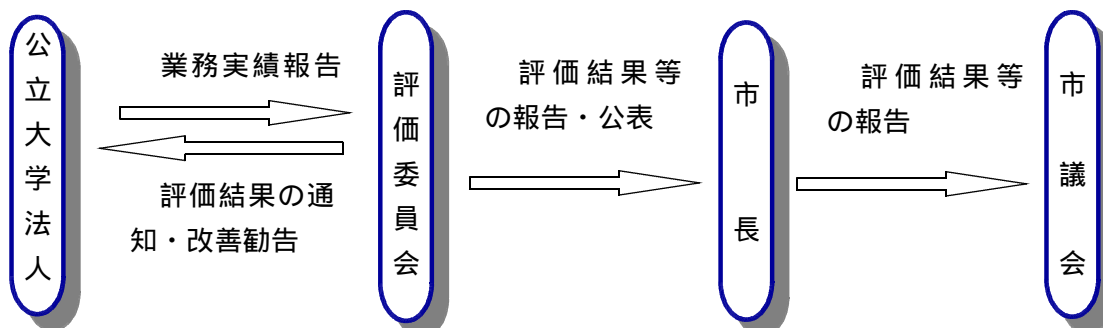 公立大学法人
業務実績報告
評価結果の通
知・改善勧告
評価委員会
評価結果等
の報告・公表
市長
評価結果等
の報告
市議会